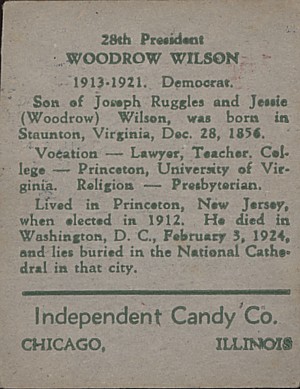 28th President
WOODROW WILSON
1913-1921. Democrat.
Son of Joseph Ruggles and Jessie
(Woodrow) Wilson, was born in
Staunton, Virginia, Dec. 28, 1856.
Vocation — Lawyer, Teacher. Col-
lege — Princeton, University of Vir-
ginia. Religion — Presbyterian.
Lived in Princeton, New Jersey,
when elected in 1912. He died in
Washington, D. C., February 3, 1924,
and lies buried in the National Cathe-
dral in that city.
Independent Candy Co.
CHICAGO, ILLINOIS